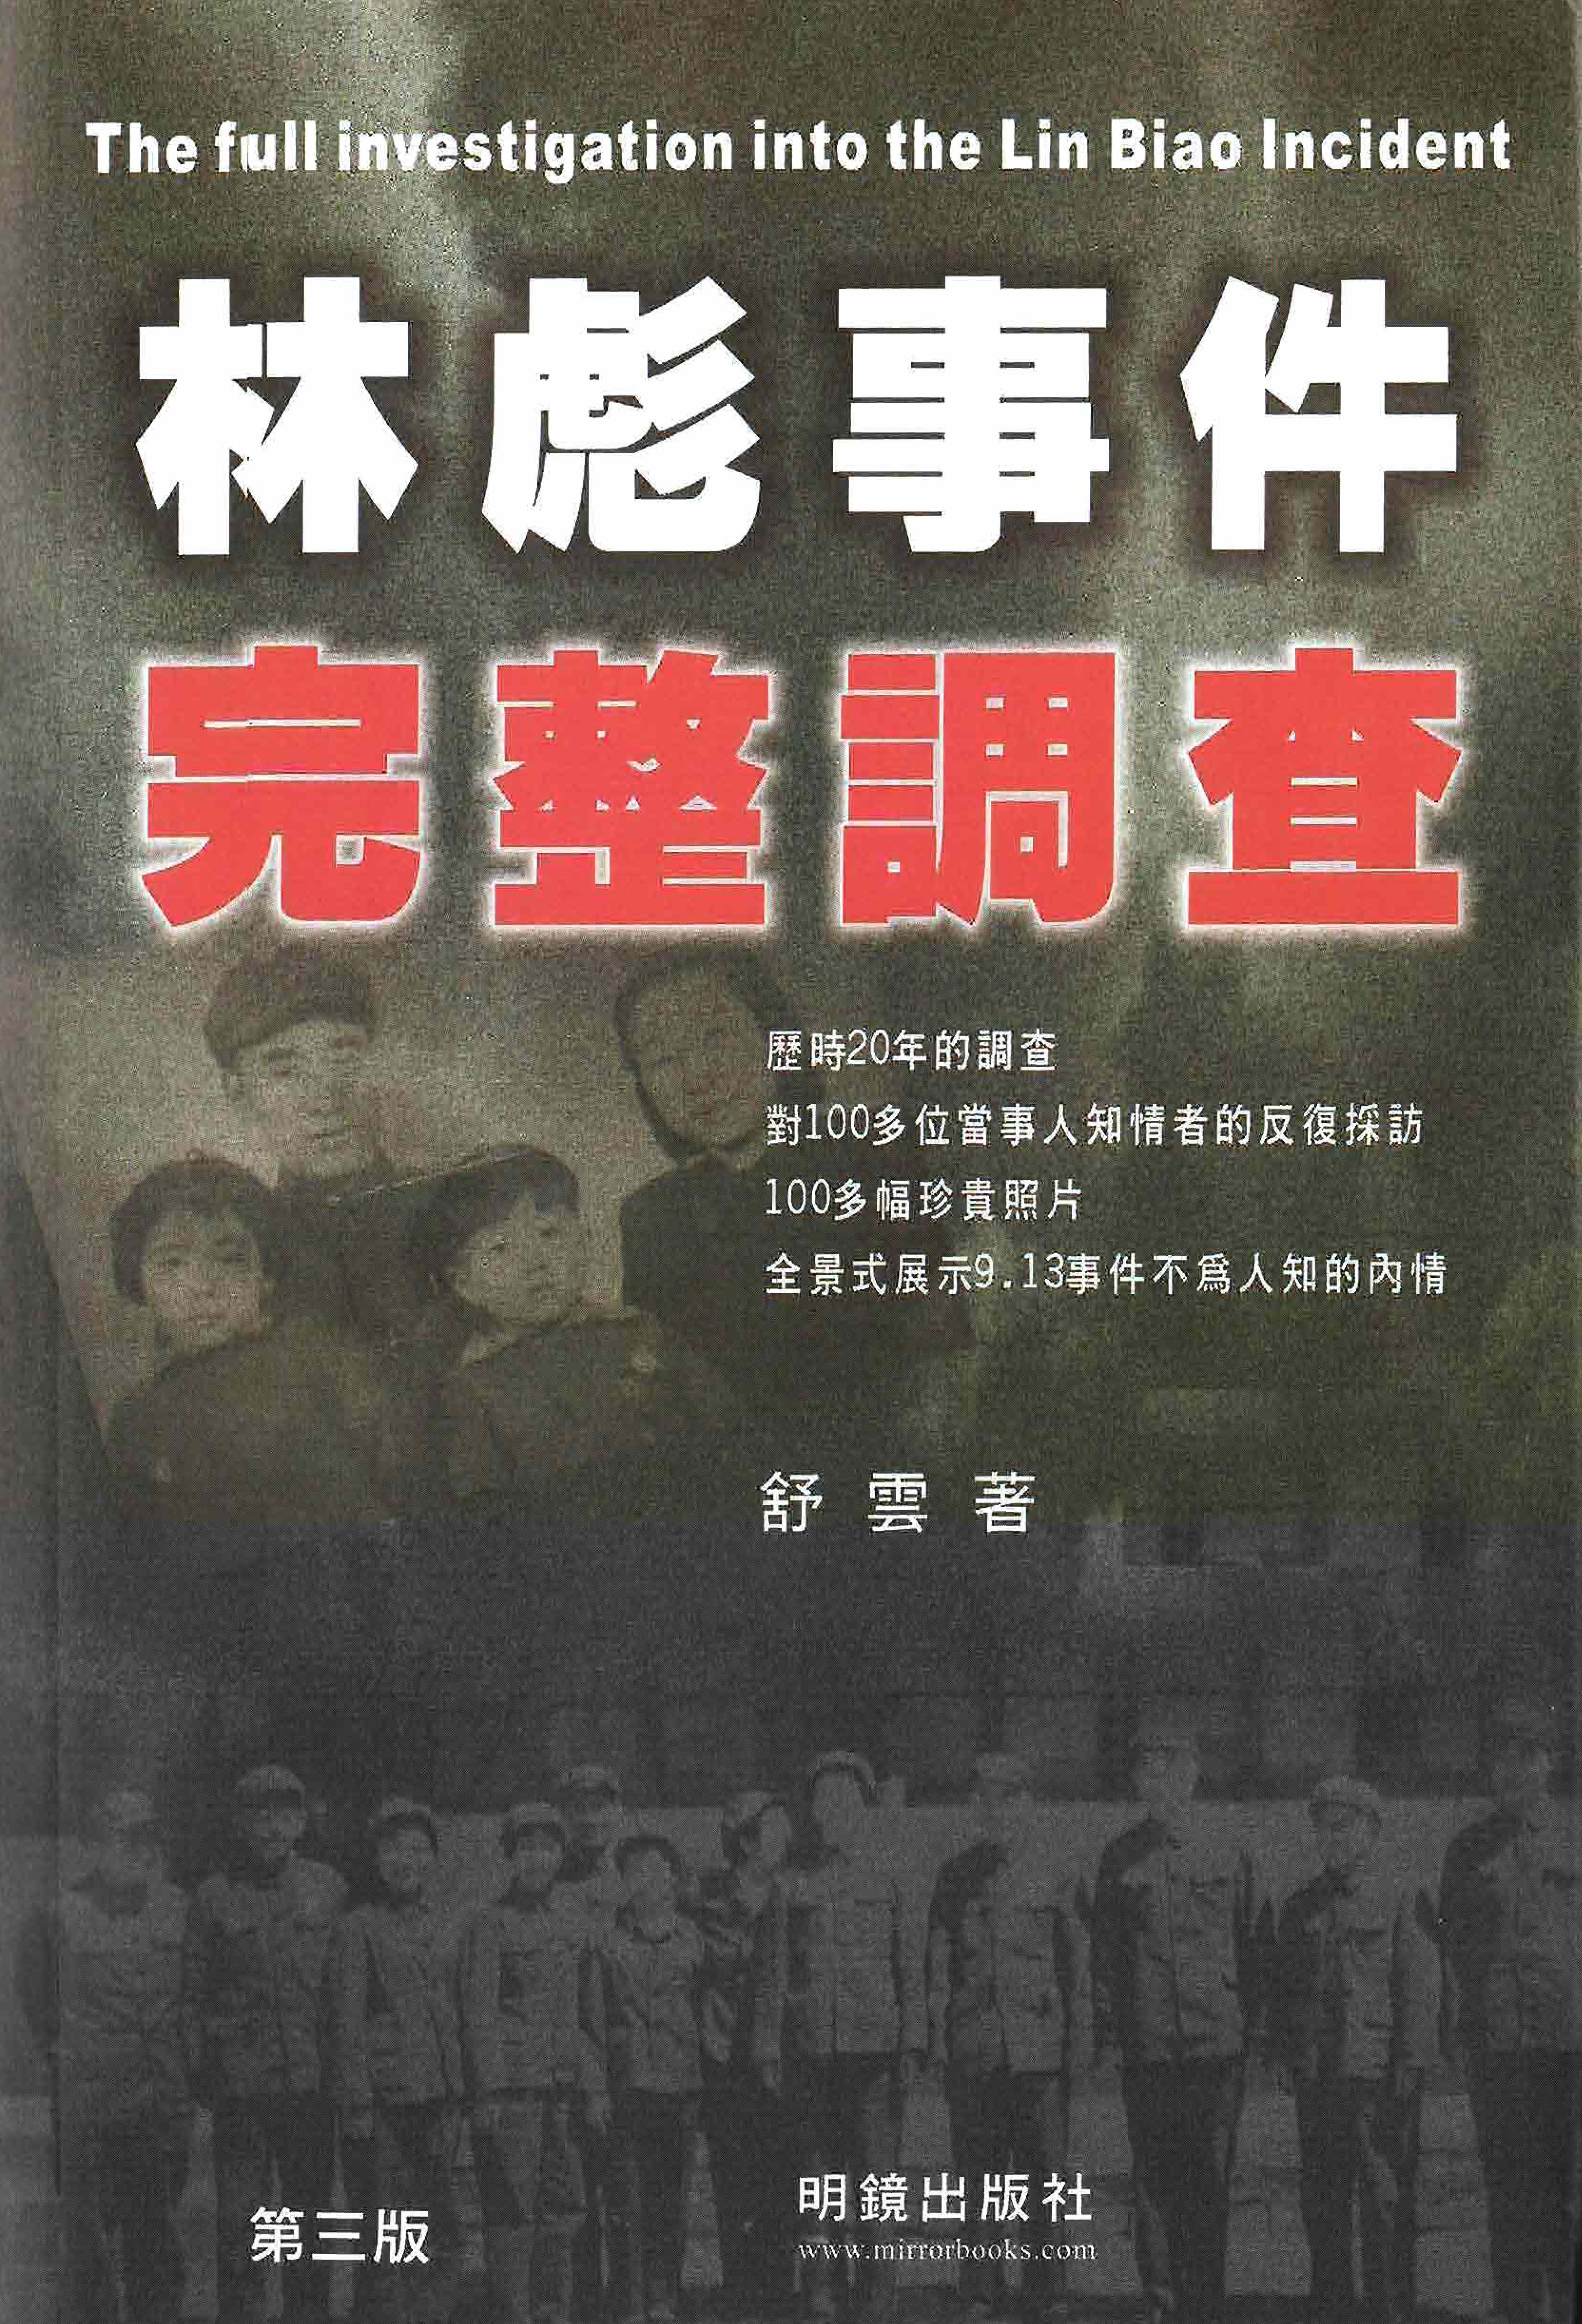 The full investigation into the Lin Biao Incident
林彪事件
完整調查
歷時20年的調查
對100多位當事人知情者的反復採訪
100多幅珍貴照片
全景式展示9.13事件不爲人知的內情
舒雲著
第三版
明鏡出版社
www.mirrorbooks.com